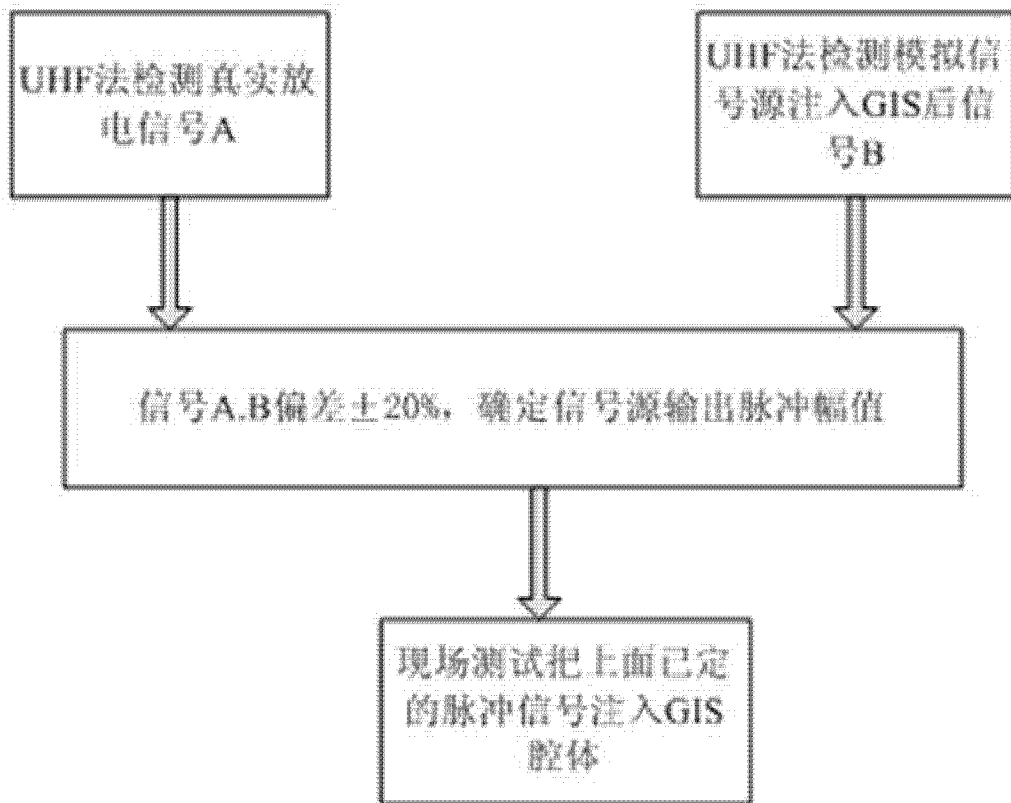 UHF法检测真实放
电信号A
UHF法检测模拟信
号源注入GIS后信
号B
信号A.B偏差±20%，确定信号源输出脉冲幅值
现场测试把上面已定
的脉冲信号注入GIS
腔体